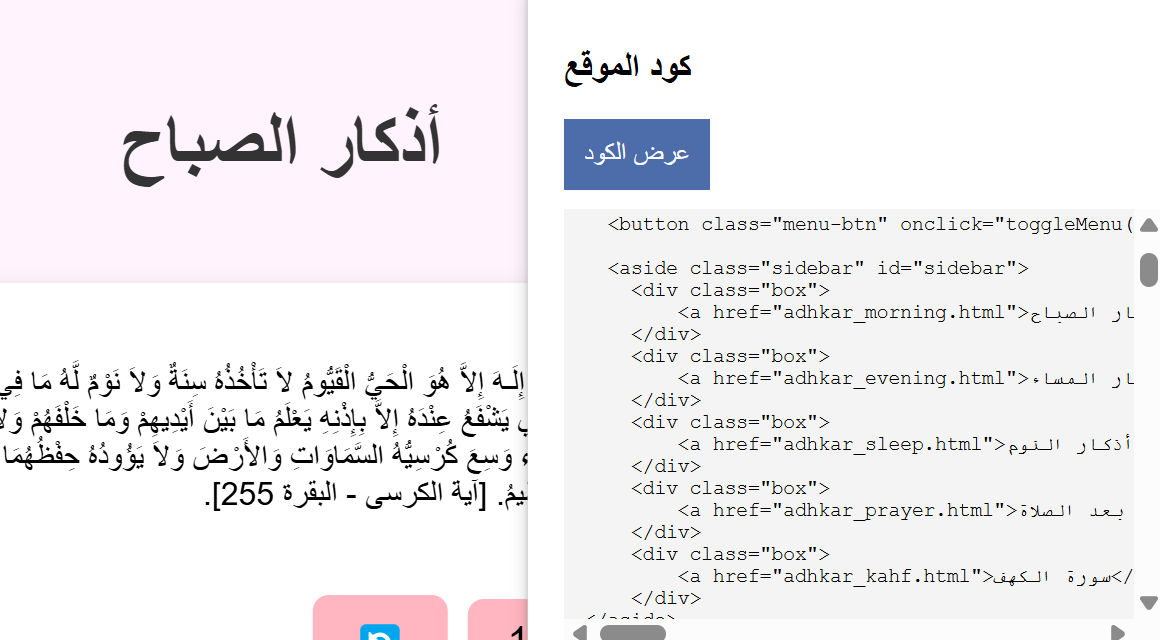 كود الموقع
عرض الكود
<button class="menu-btn" onclick="toggleMenu(
<aside class="sidebar" id="sidebar">
<div class="box">
<a href="adhkar_morning.html">ار الصباح
</div>
<div class="box">
<a href="adhkar_evening.html">ار المساء
</div>
<div class="box">
<a href="adhkar_sleep.html">أذكار النوم
</div>
<div class="box">
<a href="adhkar_prayer.html">بعد الصلاة
</div>
<div class="box">
<a href="adhkar_kahf.html">سورة الكهف</
</div>
</aside>
أذكار الصباح
إِلَـهَ إِلاَّ هُوَ الْحَيُّ الْقَيُّومُ لاَ تَأْخُذُهُ سِنَةٌ وَلاَ نَوْمٌ لَّهُ مَا فِي
يَشْفَعُ عِنْدَهُ إِلاَّ بِإِذْنِهِ يَعْلَمُ مَا بَيْنَ أَيْدِيهِمْ وَمَا خَلْفَهُمْ وَلاَ
وَسِعَ كُرْسِيُّهُ السَّمَاوَاتِ وَالأَرْضَ وَلاَ يَؤُودُهُ حِفْظُهُمَا
يمُ. [آية الكرسى - البقرة 255].
1